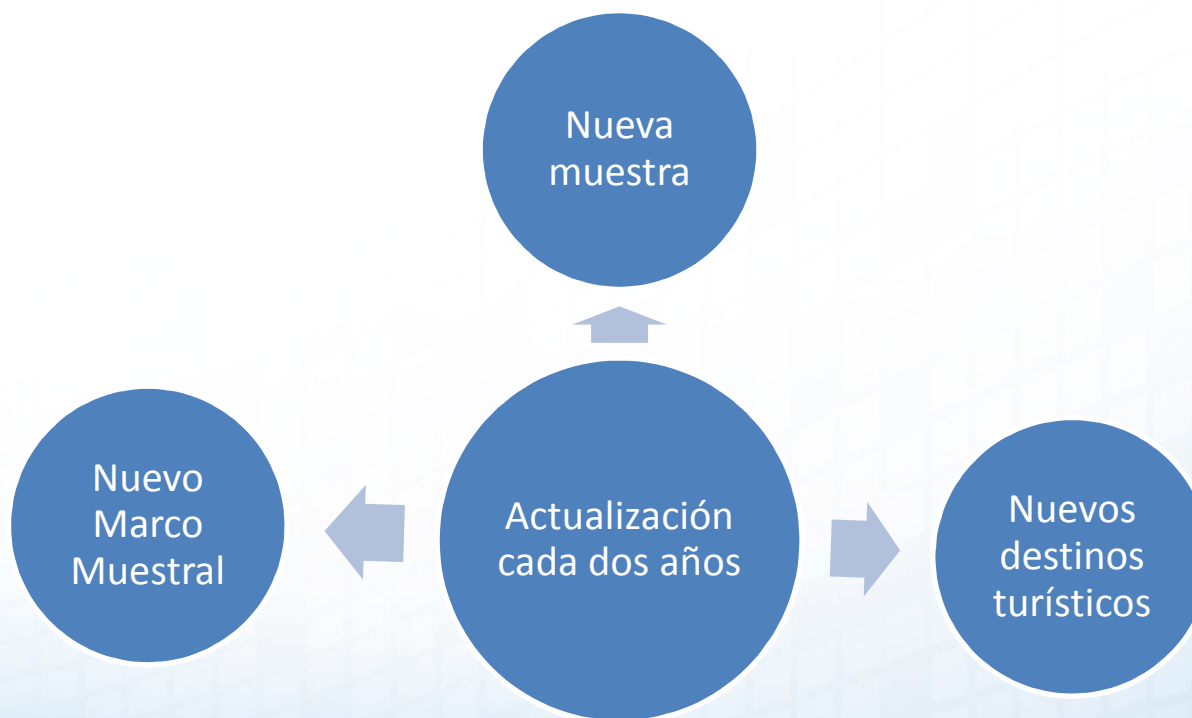 Nueva
muestra
Nuevo
Marco
Muestral
Actualización
cada dos años
Nuevos
destinos
turísticos